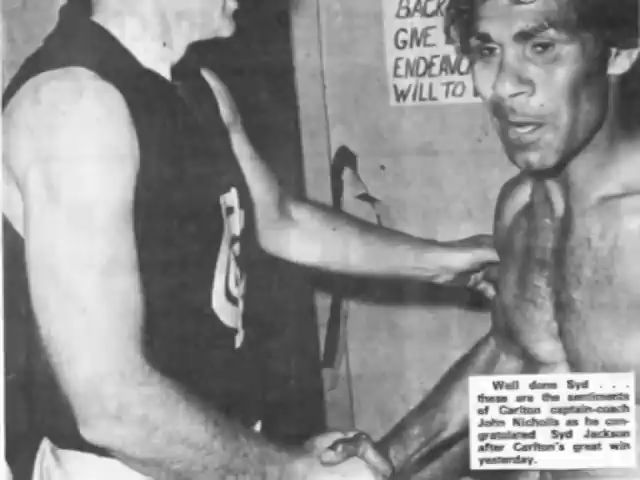 BACK
GIVE
ENDEAVO
WILL TO
Well done Syd . . .
these are the sentiments
of Carlton captain-coach
John Nicholls as he con-
gratulated Syd Jackson
after Carlton's great win
yesterday.